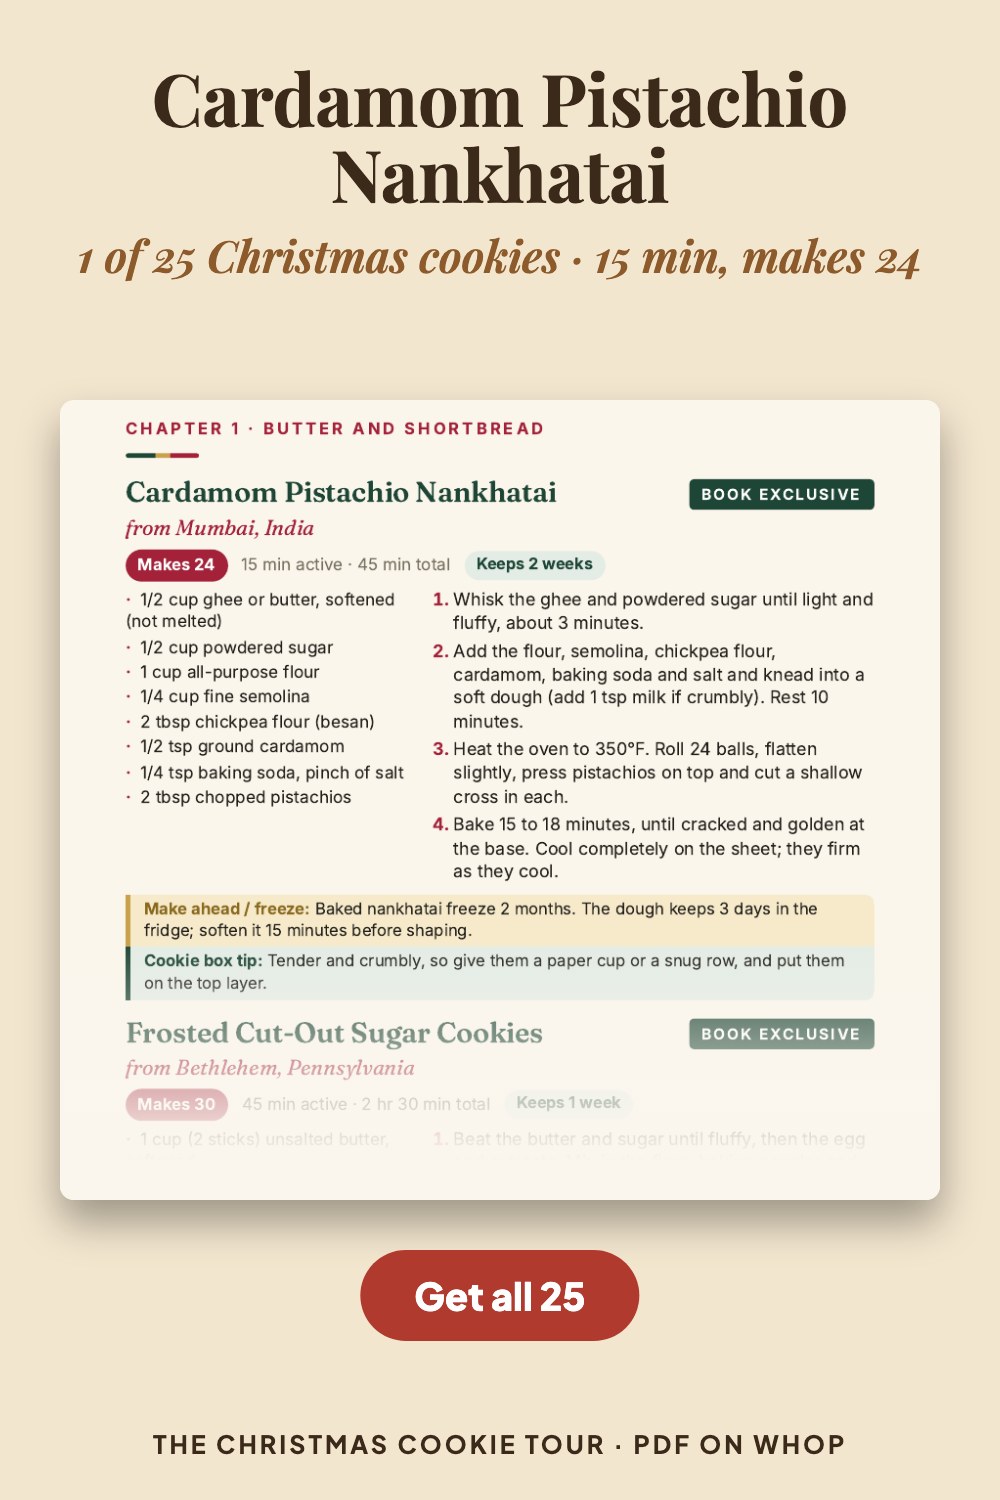 Cardamom Pistachio
Nankhatai
1 of 25 Christmas cookies · 15 min, makes 24
CHAPTER 1 · BUTTER AND SHORTBREAD
Cardamom Pistachio Nankhatai
BOOK EXCLUSIVE
from Mumbai, India
Makes 24 15 min active · 45 min total Keeps 2 weeks
· 1/2 cup ghee or butter, softened
(not melted)
· 1/2 cup powdered sugar
· 1 cup all-purpose flour
· 1/4 cup fine semolina
· 2 tbsp chickpea flour (besan)
· 1/2 tsp ground cardamom
· 1/4 tsp baking soda, pinch of salt
· 2 tbsp chopped pistachios
1. Whisk the ghee and powdered sugar until light and
fluffy, about 3 minutes.
2. Add the flour, semolina, chickpea flour,
cardamom, baking soda and salt and knead into a
soft dough (add 1 tsp milk if crumbly). Rest 10
minutes.
3. Heat the oven to 350°F. Roll 24 balls, flatten
slightly, press pistachios on top and cut a shallow
cross in each.
4. Bake 15 to 18 minutes, until cracked and golden at
the base. Cool completely on the sheet; they firm
as they cool.
Make ahead / freeze: Baked nankhatai freeze 2 months. The dough keeps 3 days in the
fridge; soften it 15 minutes before shaping.
Cookie box tip: Tender and crumbly, so give them a paper cup or a snug row, and put them
on the top layer.
Frosted Cut-Out Sugar Cookies
BOOK EXCLUSIVE
from Bethlehem, Pennsylvania
Makes 30 45 min active · 2 hr 30 min total Keeps 1 week
· 1 cup (2 sticks) unsalted butter,
1. Beat the butter and sugar until fluffy, then the egg
Get all 25
THE CHRISTMAS COOKIE TOUR · PDF ON WHOP